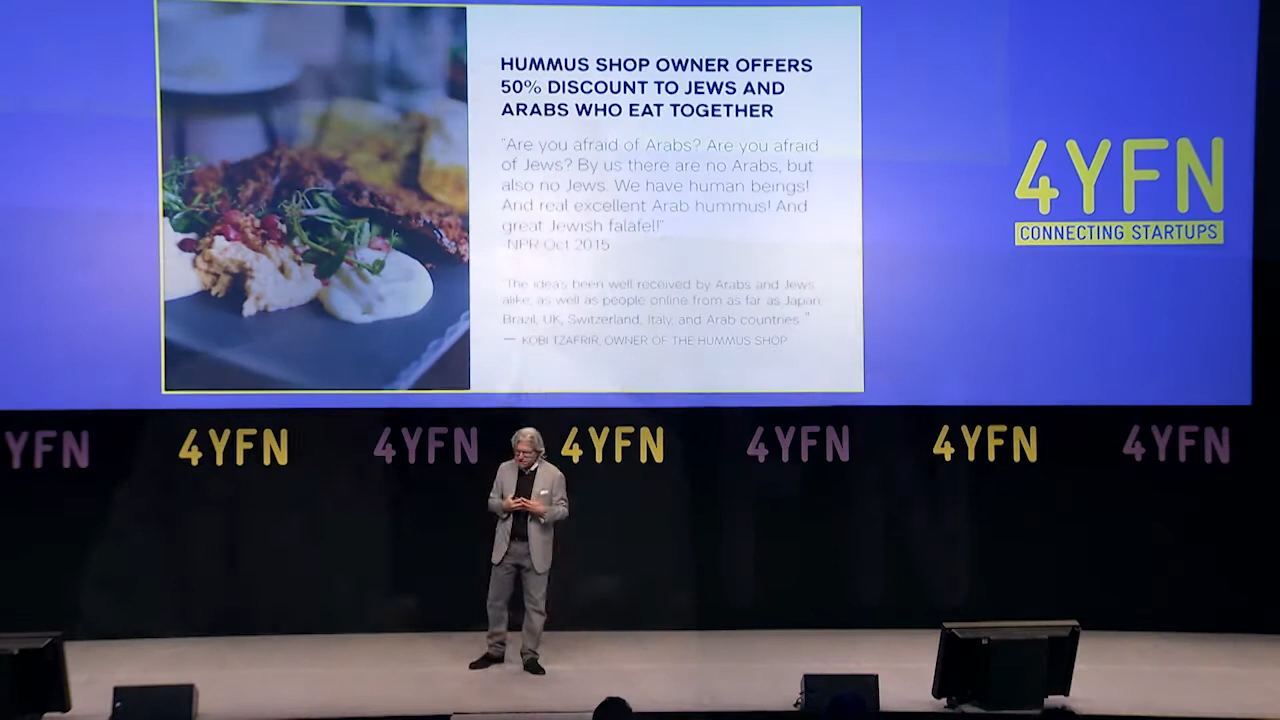 HUMMUS SHOP OWNER OFFERS
50% DISCOUNT TO JEWS AND
ARABS WHO EAT TOGETHER
"Are you afraid of Arabs? Are you afraid
of Jews? By us there are no Arabs, but
also no Jews. We have human beings!
And real excellent Arab hummus! And
great Jewish falafel!"
-NPR Oct 2015
"The idea's been well received by Arabs and Jews
alike, as well as people online from as far as Japan,
Brazil, UK, Switzerland, Italy, and Arab countries."
— KOBI TZAFRIR, OWNER OF THE HUMMUS SHOP
4YFN
CONNECTING STARTUPS
YFN
4YFN
4YFN
4YFN
4YFN
4YFN
4YFN